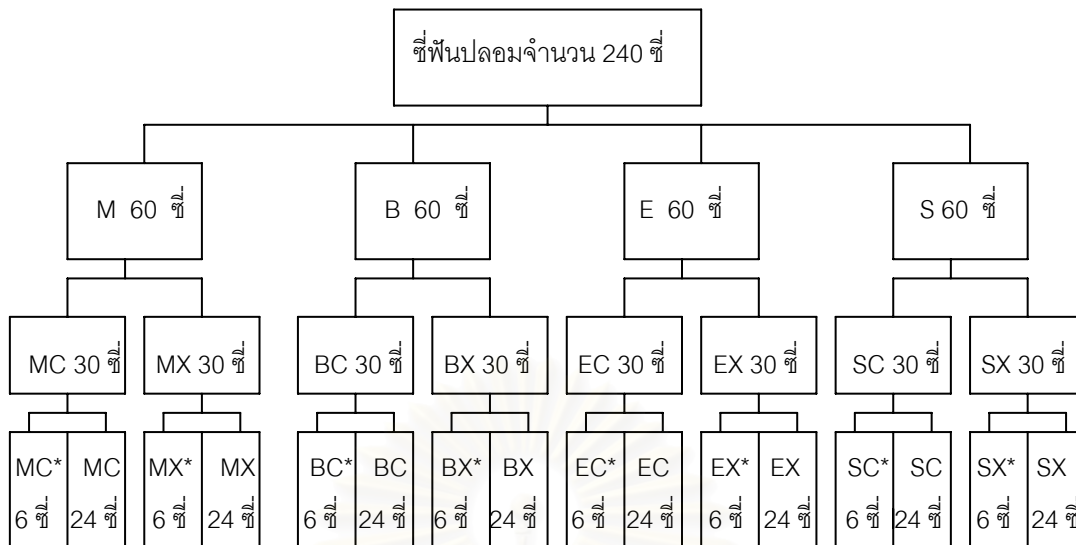 ซี่ฟันปลอมจำนวน 240 ซี่
M 60 ซี่
B 60 ซี่
E 60 ซี่
S 60 ซี่
MC 30 ซี่
MX 30 ซี่
BC 30 ซี่
BX 30 ซี่
EC 30 ซี่
EX 30 ซี่
SC 30 ซี่
SX 30 ซี่
MC*
6 ซี่
MC
24 ซี่
MX*
6 ซี่
MX
24 ซี่
BC*
6 ซี่
BC
24 ซี่
BX*
6 ซี่
BX
24 ซี่
EC*
6 ซี่
EC
24 ซี่
EX*
6 ซี่
EX
24 ซี่
SC*
6 ซี่
SC
24 ซี่
SX*
6 ซี่
SX
24 ซี่